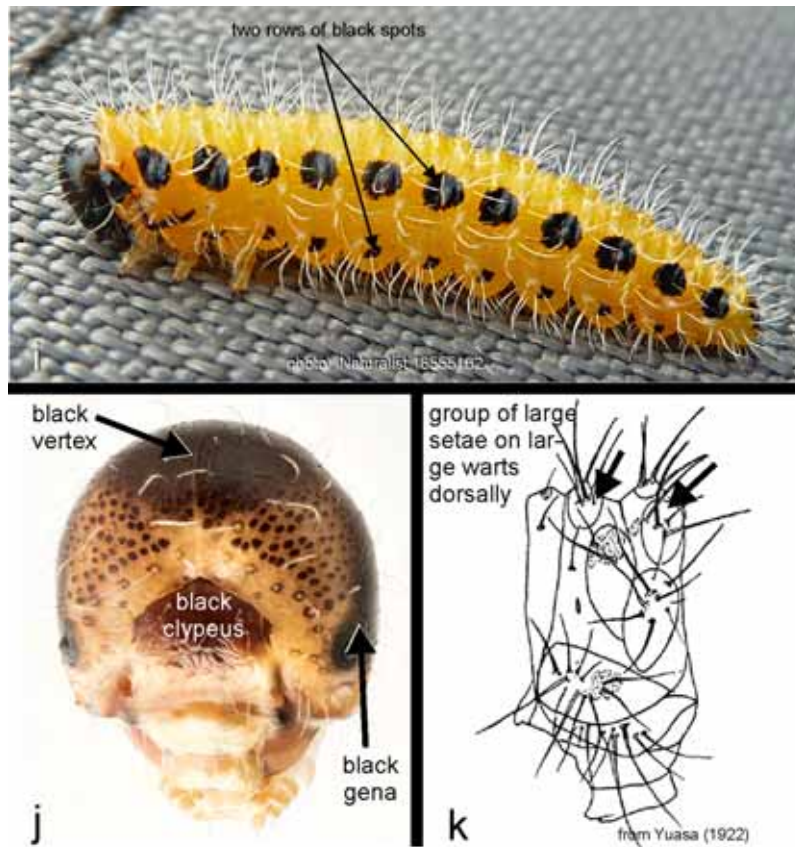 two rows of black spots
i
photo: iNaturalist 18555162
black
vertex
black
clypeus
black
gena
j
group of large
setae on lar-
ge warts
dorsally
k
from Yuasa (1922)